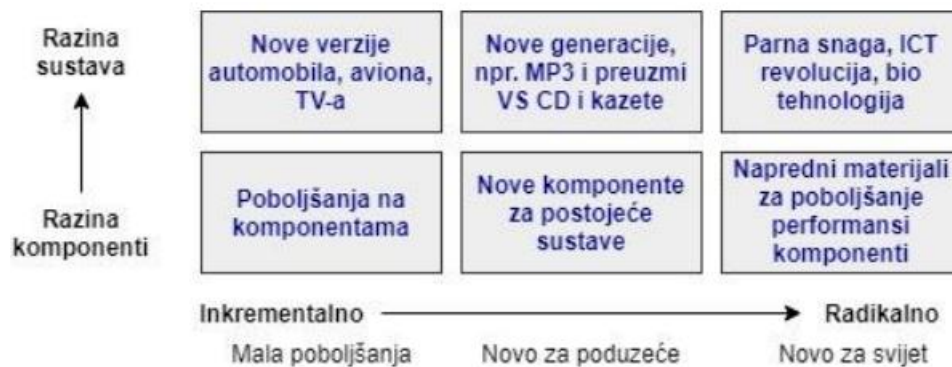 Razina
sustava
Nove verzije
automobila, aviona,
TV-a
Nove generacije,
npr. MP3 i preuzmi
VS CD i kazete
Parna snaga, ICT
revolucija, bio
tehnologija
Razina
komponenti
Poboljšanja na
komponentama
Nove komponente
za postojeće
sustave
Napredni materijali
za poboljšanje
performansi
komponenti
Inkrementalno
Radikalno
Mala poboljšanja
Novo za poduzeće
Novo za svijet